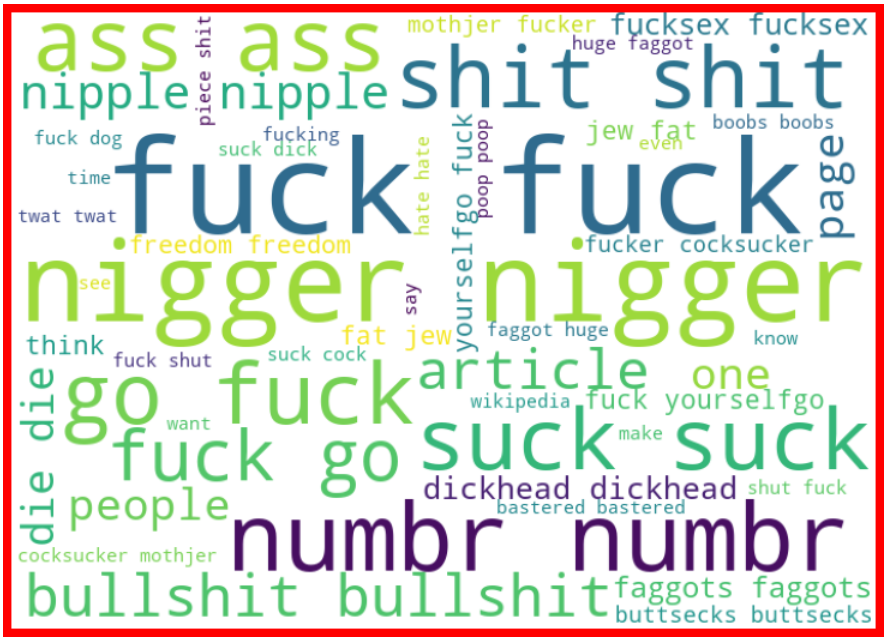 ass ass
mothjer fucker
fucksex fucksex
huge faggot
piece shit
nipple nipple
shit shit
fuck dog
fucking
suck dick
jew fat
boobs boobs
even
time
fuck fuck
hate hate
yourselfgo fuck
poop poop
page
twat twat
freedom freedom
fucker cocksucker
nigger nigger
see
say
fat jew
faggot huge
know
think
fuck shut
suck cock
article
one
go fuck
wikipedia
fuck yourselfgo
die die
want
fuck go
suck suck
make
people
dickhead dickhead
shut fuck
bastered bastered
numbr numbr
cocksucker mothjer
bullshit bullshit
faggots faggots
buttsecks buttsecks